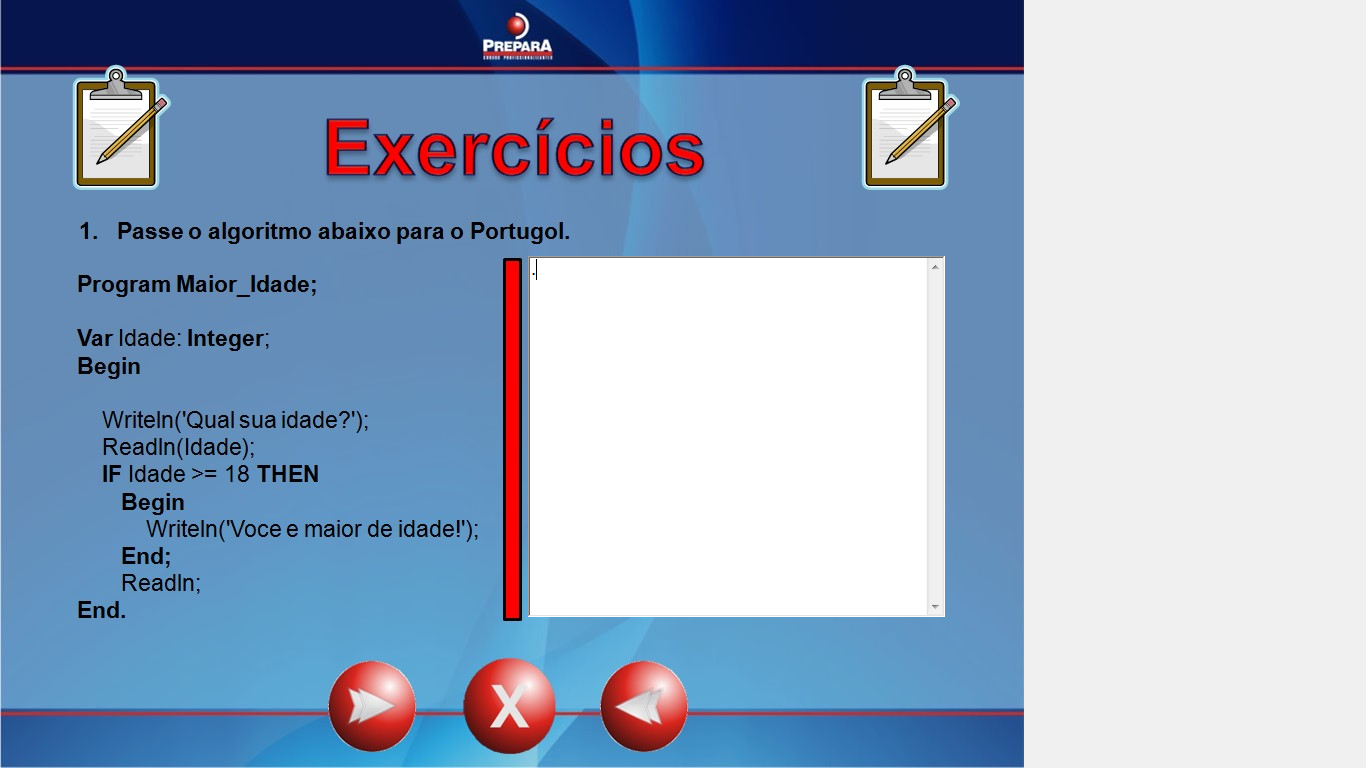 PREPARA
CURSOS PROFISSIONALIZANTES
Exercícios
1. Passe o algoritmo abaixo para o Portugol.
Program Maior_Idade;
Var Idade: Integer;
Begin
Writeln('Qual sua idade?');
Readln(Idade);
IF Idade >= 18 THEN
Begin
Writeln('Voce e maior de idade!');
End;
Readln;
End.
.
X